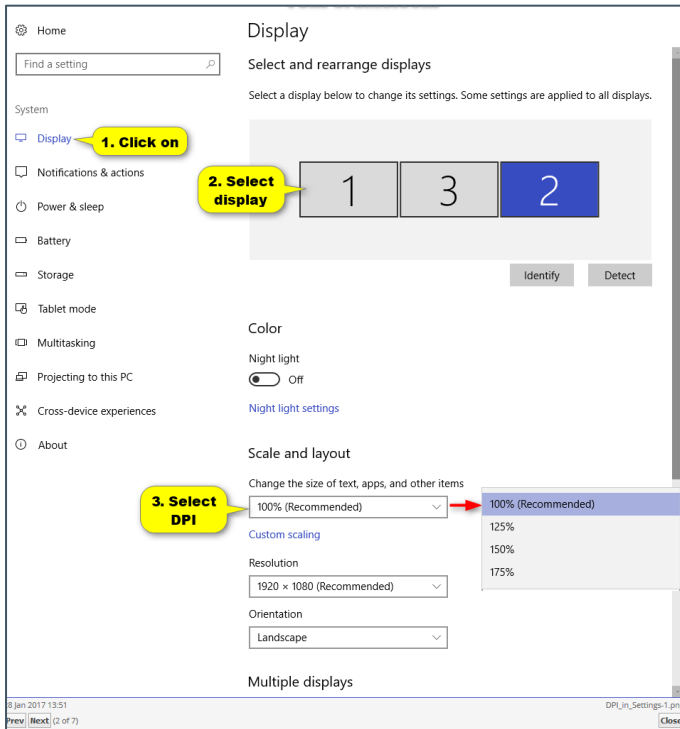 Home
Find a setting
System
Display
1. Click on
Notifications & actions
Power & sleep
Battery
Storage
Tablet mode
Multitasking
Projecting to this PC
Cross-device experiences
About
Display
Select and rearrange displays
Select a display below to change its settings. Some settings are applied to all displays.
2. Select
display
1 3 2
Identify Detect
Color
Night light
Off
Night light settings
Scale and layout
Change the size of text, apps, and other items
3. Select
DPI
100% (Recommended)
100% (Recommended)
125%
150%
175%
Custom scaling
Resolution
1920 × 1080 (Recommended)
Orientation
Landscape
Multiple displays
8 Jan 2017 13:51 DPI_in_Settings-1.pn
Prev Next (2 of 7) Close